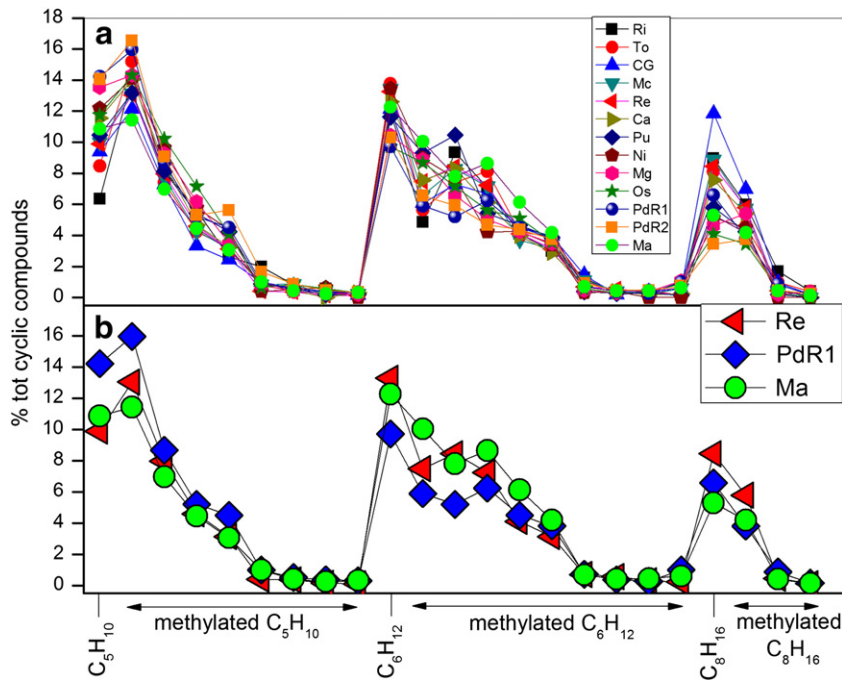 a
18
16
14
12
10
8
6
4
2
0
Ri
To
CG
Mc
Re
Ca
Pu
Ni
Mg
Os
PdR1
PdR2
Ma
% tot cyclic compounds
b
16
14
12
10
8
6
4
2
0
Re
PdR1
Ma
C₅H₁₀
methylated C₅H₁₀
C₆H₁₂
methylated C₆H₁₂
C₈H₁₆
methylated
C₈H₁₆